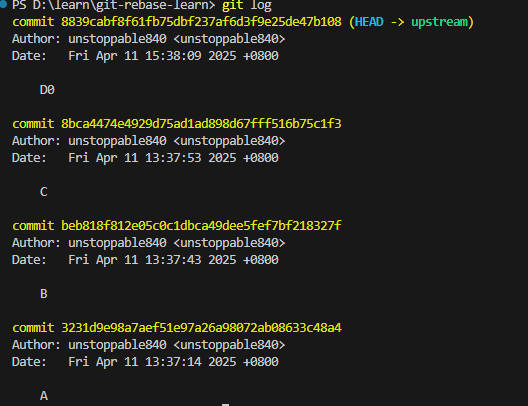 PS D:\learn\git-rebase-learn> git log
commit 8839cabf8f61fb75dbf237af6d3f9e25de47b108 (HEAD -> upstream)
Author: unstoppable840 <unstoppable840>
Date:   Fri Apr 11 15:38:09 2025 +0800
D0
commit 8bca4474e4929d75ad1ad898d67fff516b75c1f3
Author: unstoppable840 <unstoppable840>
Date:   Fri Apr 11 13:37:53 2025 +0800
C
commit beb818f812e05c0c1dbca49dee5fef7bf218327f
Author: unstoppable840 <unstoppable840>
Date:   Fri Apr 11 13:37:43 2025 +0800
B
commit 3231d9e98a7aef51e97a26a98072ab08633c48a4
Author: unstoppable840 <unstoppable840>
Date:   Fri Apr 11 13:37:14 2025 +0800
A